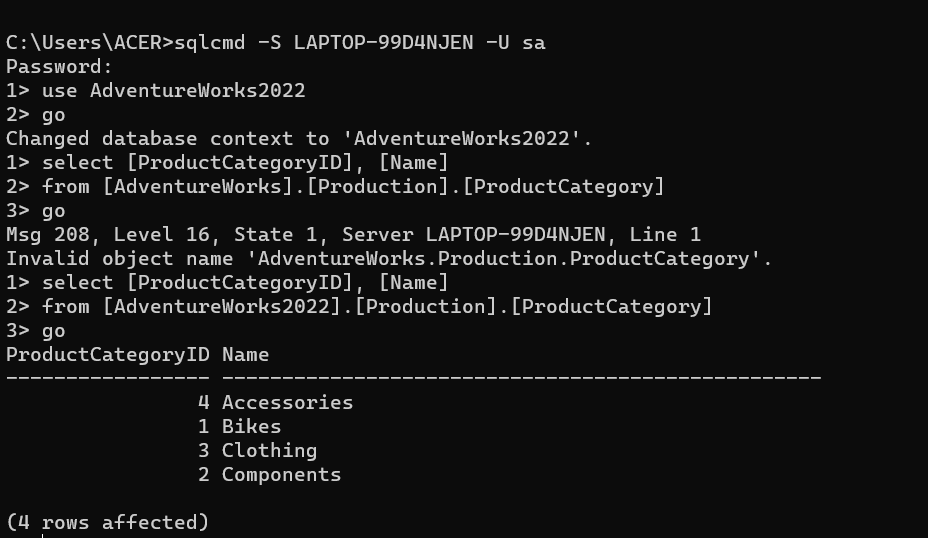 C:\Users\ACER>sqlcmd -S LAPTOP-99D4NJEN -U sa
Password:
1> use AdventureWorks2022
2> go
Changed database context to 'AdventureWorks2022'.
1> select [ProductCategoryID], [Name]
2> from [AdventureWorks].[Production].[ProductCategory]
3> go
Msg 208, Level 16, State 1, Server LAPTOP-99D4NJEN, Line 1
Invalid object name 'AdventureWorks.Production.ProductCategory'.
1> select [ProductCategoryID], [Name]
2> from [AdventureWorks2022].[Production].[ProductCategory]
3> go
ProductCategoryID Name
----------------- --------------------------------------------------
                4 Accessories
                1 Bikes
                3 Clothing
                2 Components

(4 rows affected)